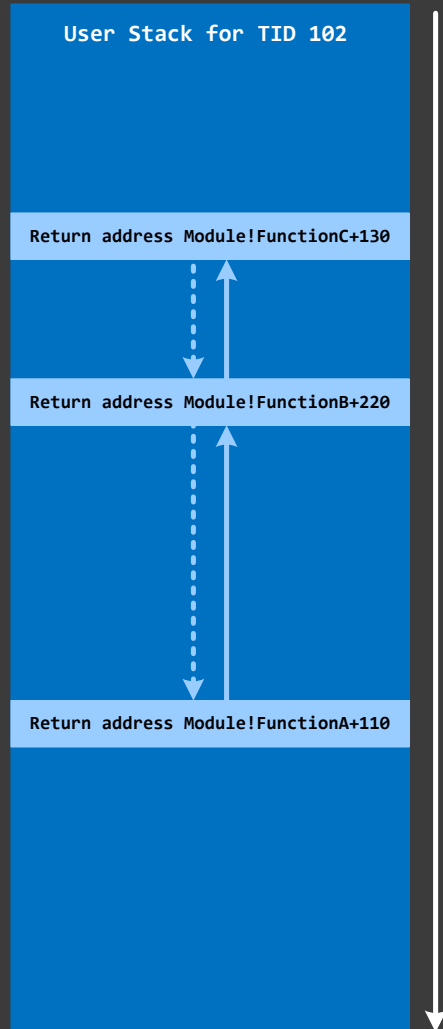 User Stack for TID 102
Return address Module!FunctionC+130
Return address Module!FunctionB+220
Return address Module!FunctionA+110